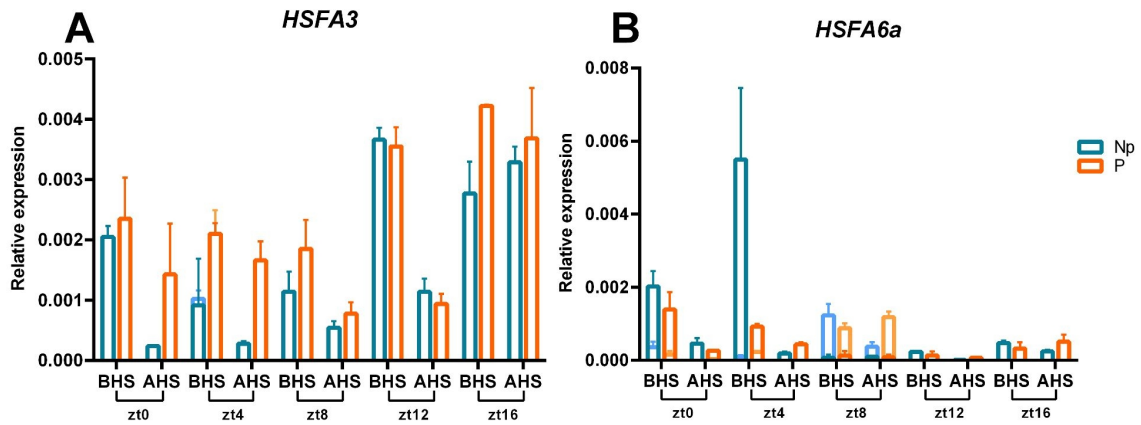 A
HSFA3
Relative expression
0.005
0.004
0.003
0.002
0.001
0.000
BHS AHS BHS AHS BHS AHS BHS AHS BHS AHS
zt0 zt4 zt8 zt12 zt16
B
HSFA6a
Relative expression
0.008
0.006
0.004
0.002
0.000
BHS AHS BHS AHS BHS AHS BHS AHS BHS AHS
zt0 zt4 zt8 zt12 zt16
Np
P